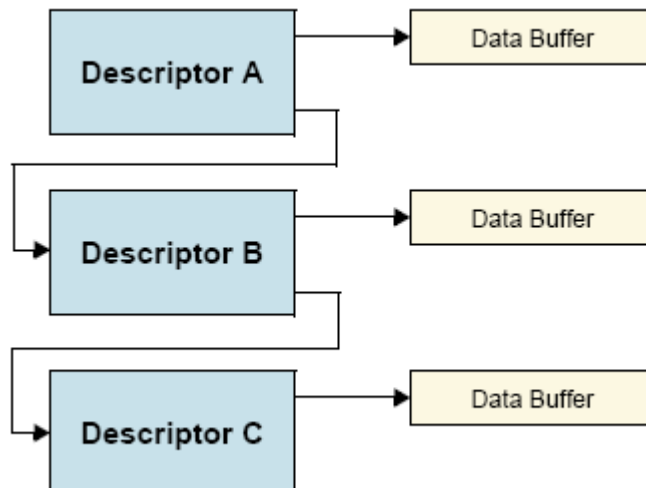 Descriptor A
Data Buffer
Descriptor B
Data Buffer
Descriptor C
Data Buffer